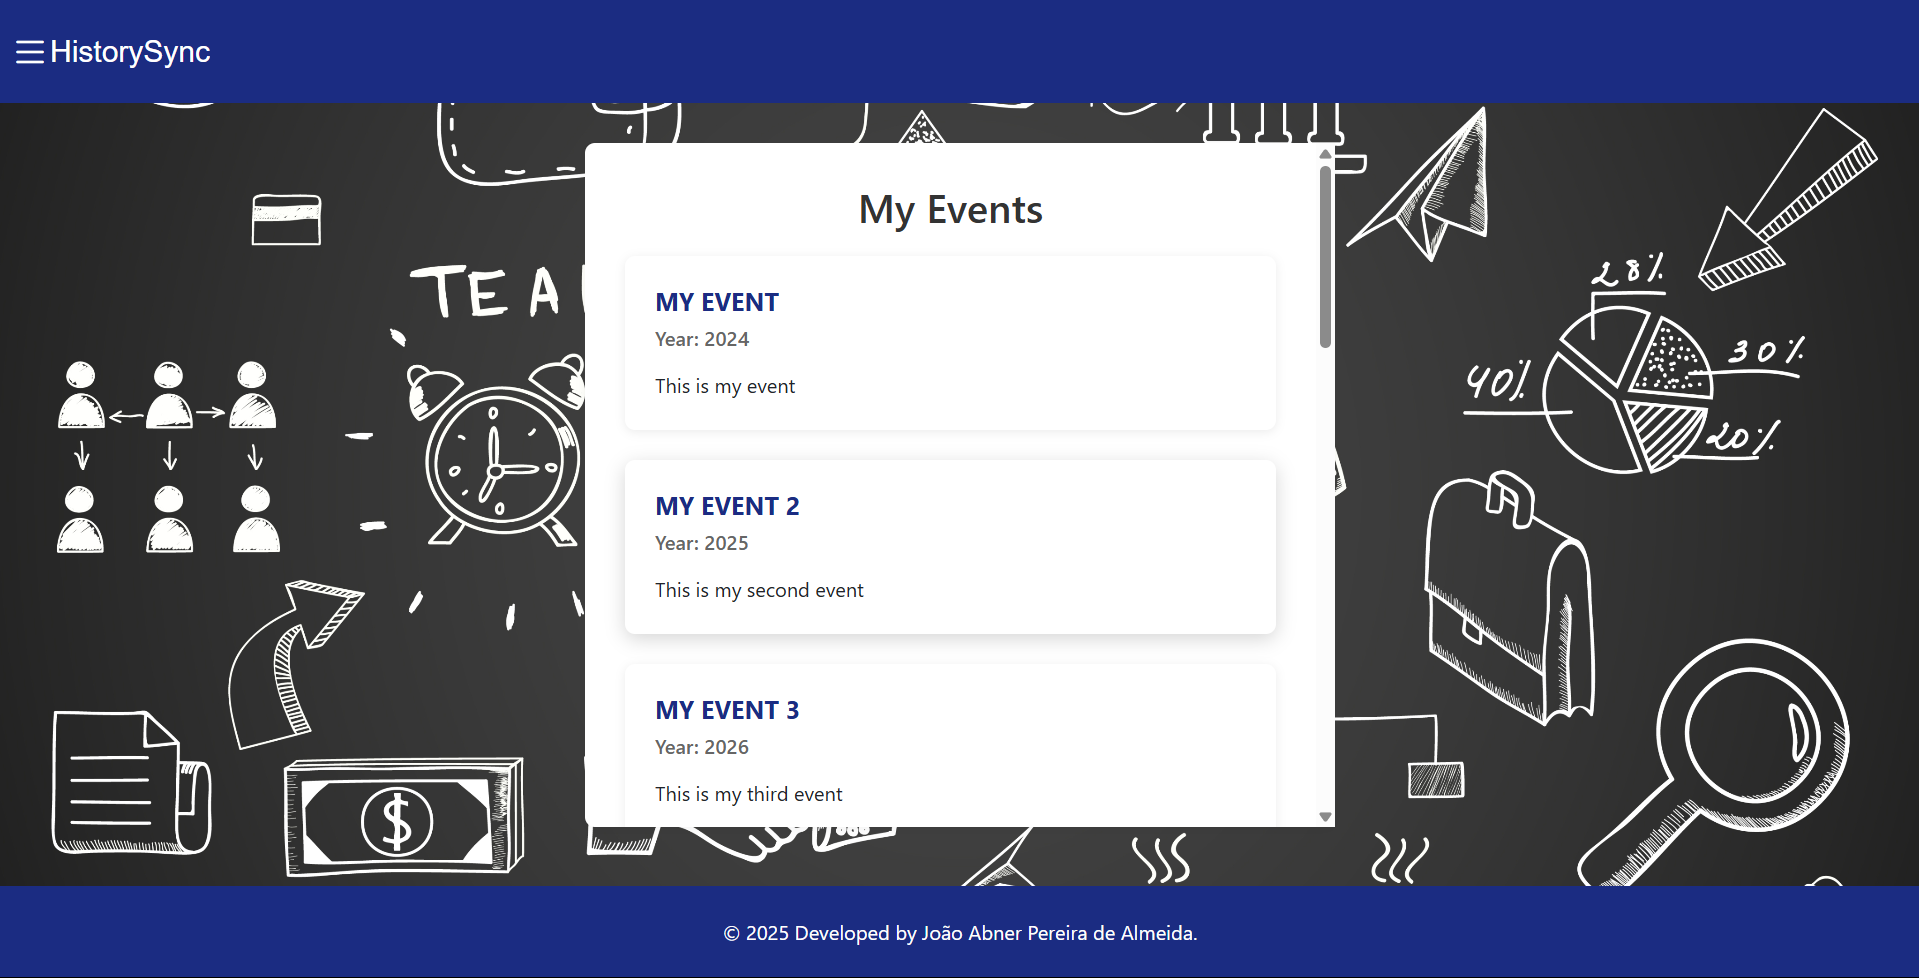 HistorySync
TEA
28%
30%
40%
20%
$
My Events
MY EVENT
Year: 2024
This is my event
MY EVENT 2
Year: 2025
This is my second event
MY EVENT 3
Year: 2026
This is my third event
© 2025 Developed by João Abner Pereira de Almeida.